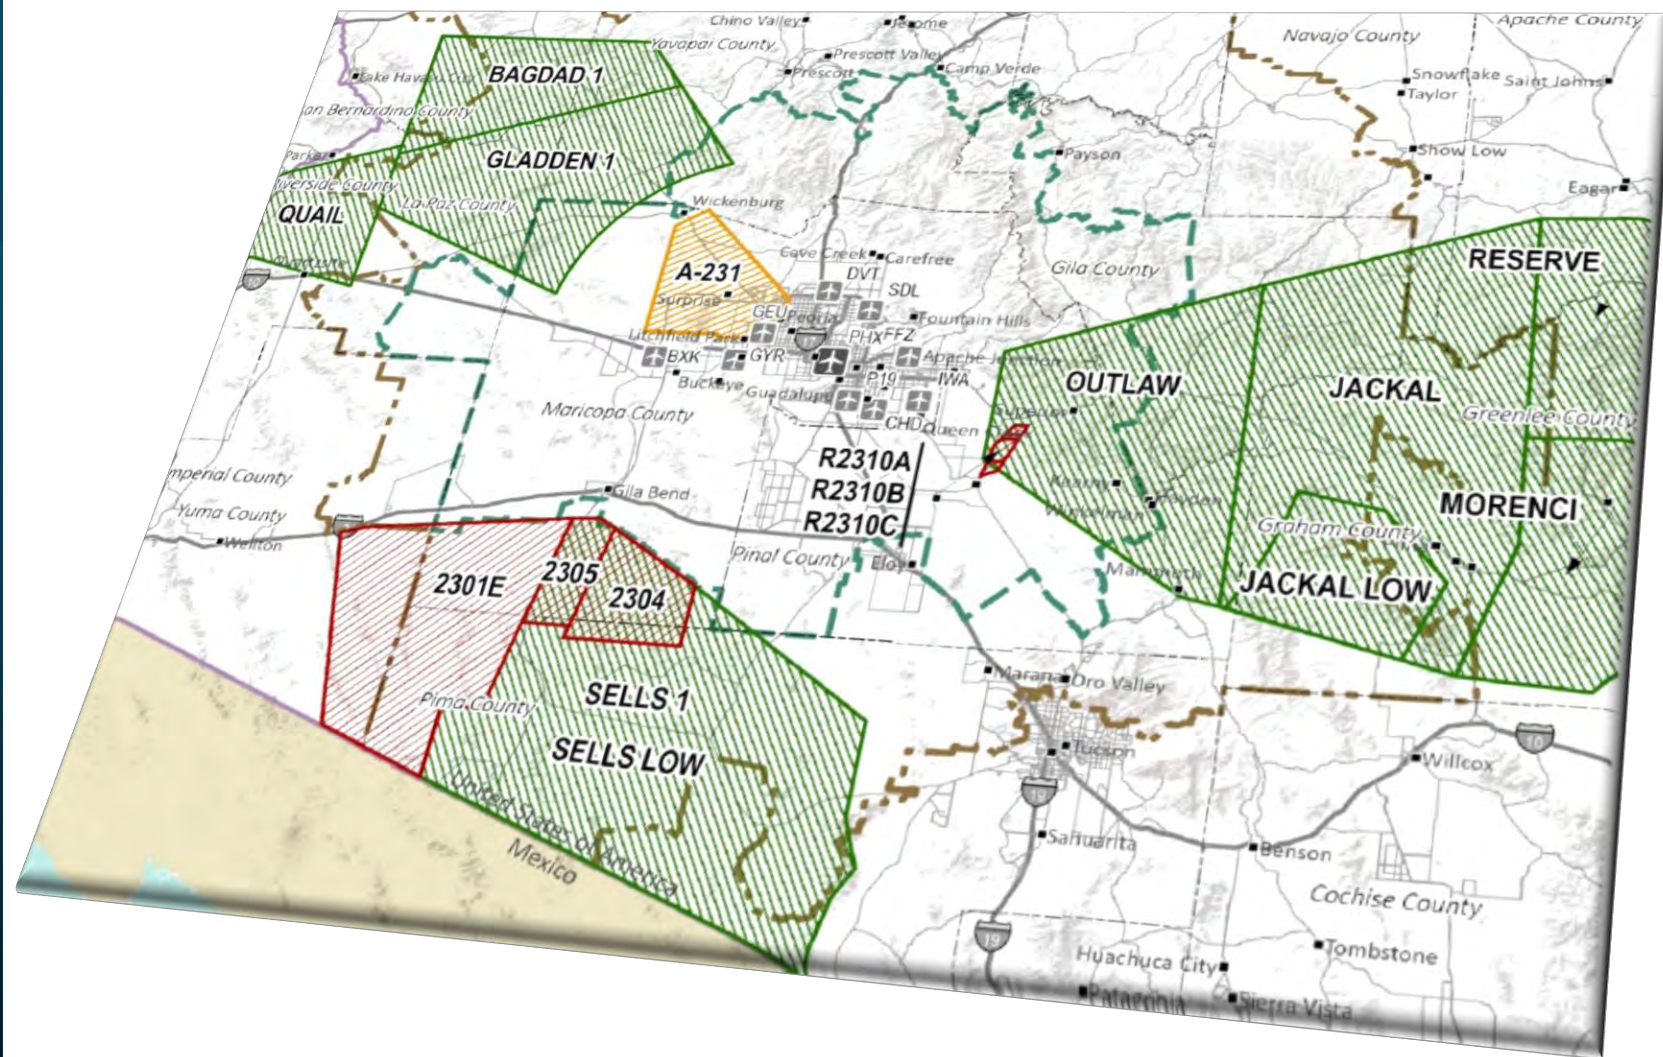 Chino Valley
Jerome
Apache County
Yavapai County
Navajo County
Prescott Valley
Prescott
Camp Verde
BAGDAD 1
Lake Havasu City
Snowflake
Saint Johns
Taylor
an Bernardino County
Parker
GLADDEN 1
Payson
Show Low
iverside County
Eagar
La Paz County
Wickenburg
QUAIL
Cave Creek
Carefree
RESERVE
Gila County
A-231
DVT
SDL
Surprise
GEU
Peoria
Fountain Hills
Litchfield Park
PHX
FFZ
BXK
GYR
Apache Junction
Buckeye
Guadalupe
P19
IWA
OUTLAW
JACKAL
Maricopa County
Superior
Greenlee County
CHD
Queen
R2310A
R2310B
R2310C
mperial County
Gila Bend
Kearny
Hayden
Winkelman
MORENCI
Yuma County
Graham County
Wellton
Pinal County
Eloy
Mammoth
2301E
2305
2304
JACKAL LOW
Marana
Oro Valley
Pima County
SELLS 1
SELLS LOW
Tucson
10
Willcox
United States of America
Mexico
Sahuarita
Benson
Cochise County
19
Tombstone
Huachuca City
Patagonia
Sierra Vista